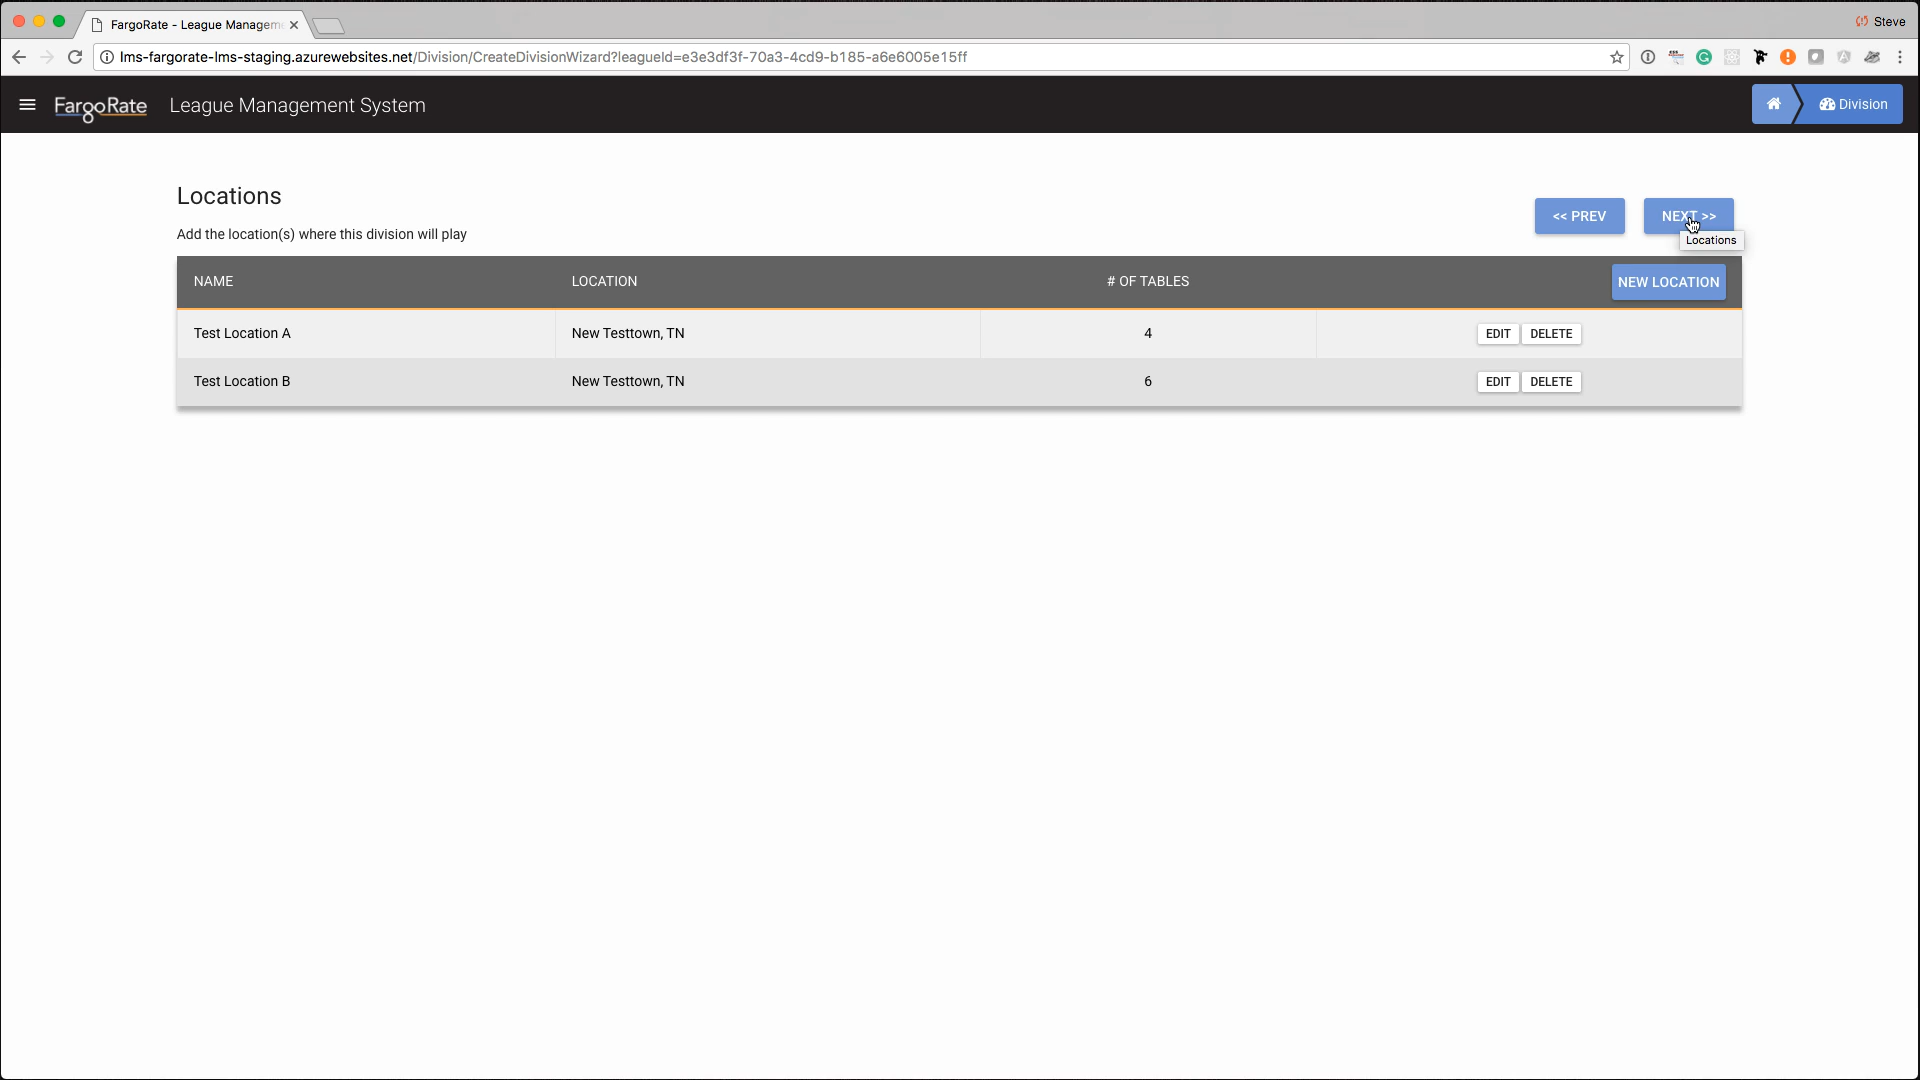 FargoRate - League Managem
Steve
lms-fargorate-lms-staging.azurewebsites.net/Division/CreateDivisionWizard?leagueId=e3e3df3f-70a3-4cd9-b185-a6e6005e15ff
FargoRate League Management System
Division
Locations
<< PREV
NEXT >>
Locations
Add the location(s) where this division will play
NAME LOCATION # OF TABLES NEW LOCATION
Test Location A New Testtown, TN 4 EDIT DELETE
Test Location B New Testtown, TN 6 EDIT DELETE